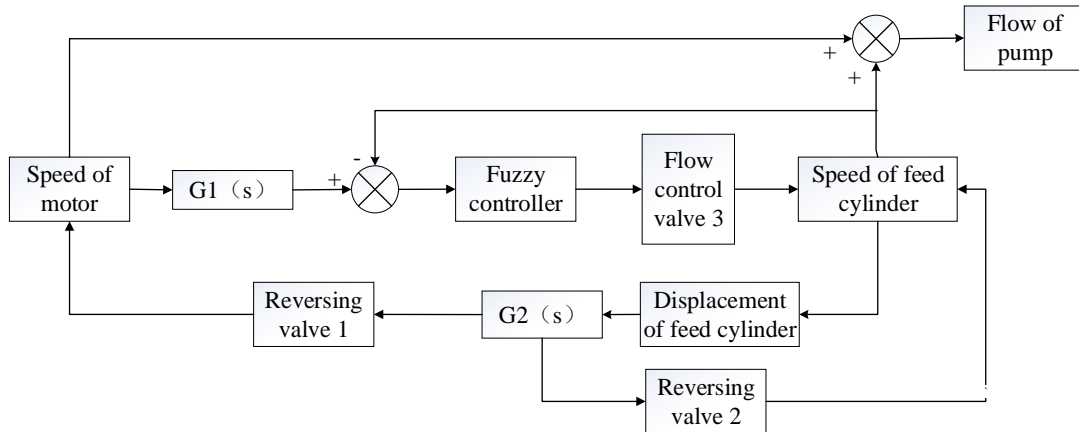 Flow of
pump
+
+
-
+
Speed of
motor
G1（s）
Fuzzy
controller
Flow
control
valve 3
Speed of feed
cylinder
Reversing
valve 1
G2（s）
Displacement
of feed cylinder
Reversing
valve 2